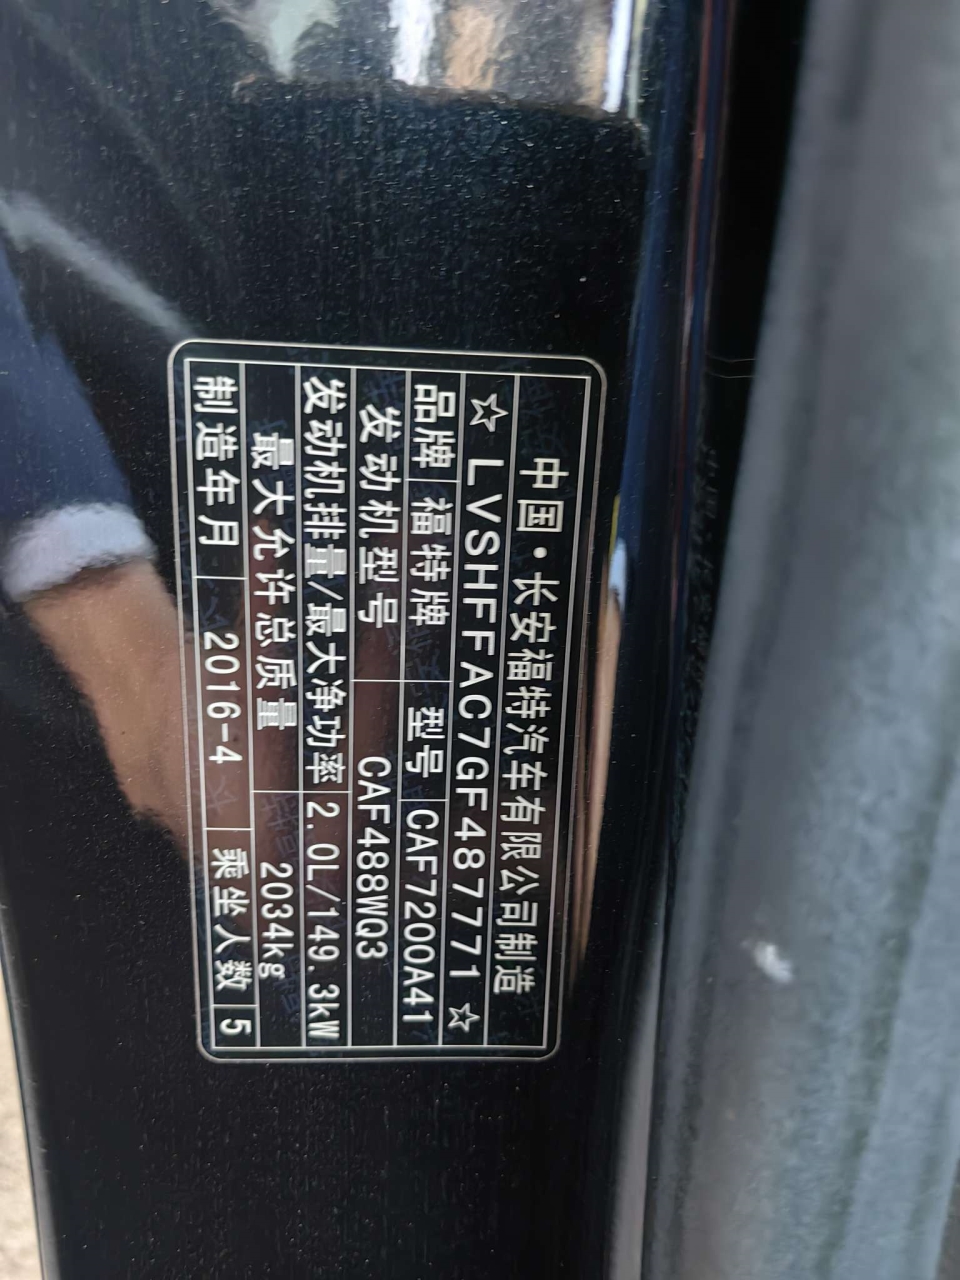 中国·长安福特汽车有限公司制造
☆ LVSHFFAC7GF487771 ☆
品牌 福特牌 型号 CAF7200A41
发动机型号 CAF488WQ3
发动机排量/最大净功率 2.0L/149.3kW
最大允许总质量 2034kg
制造年月 2016-4 乘坐人数 5